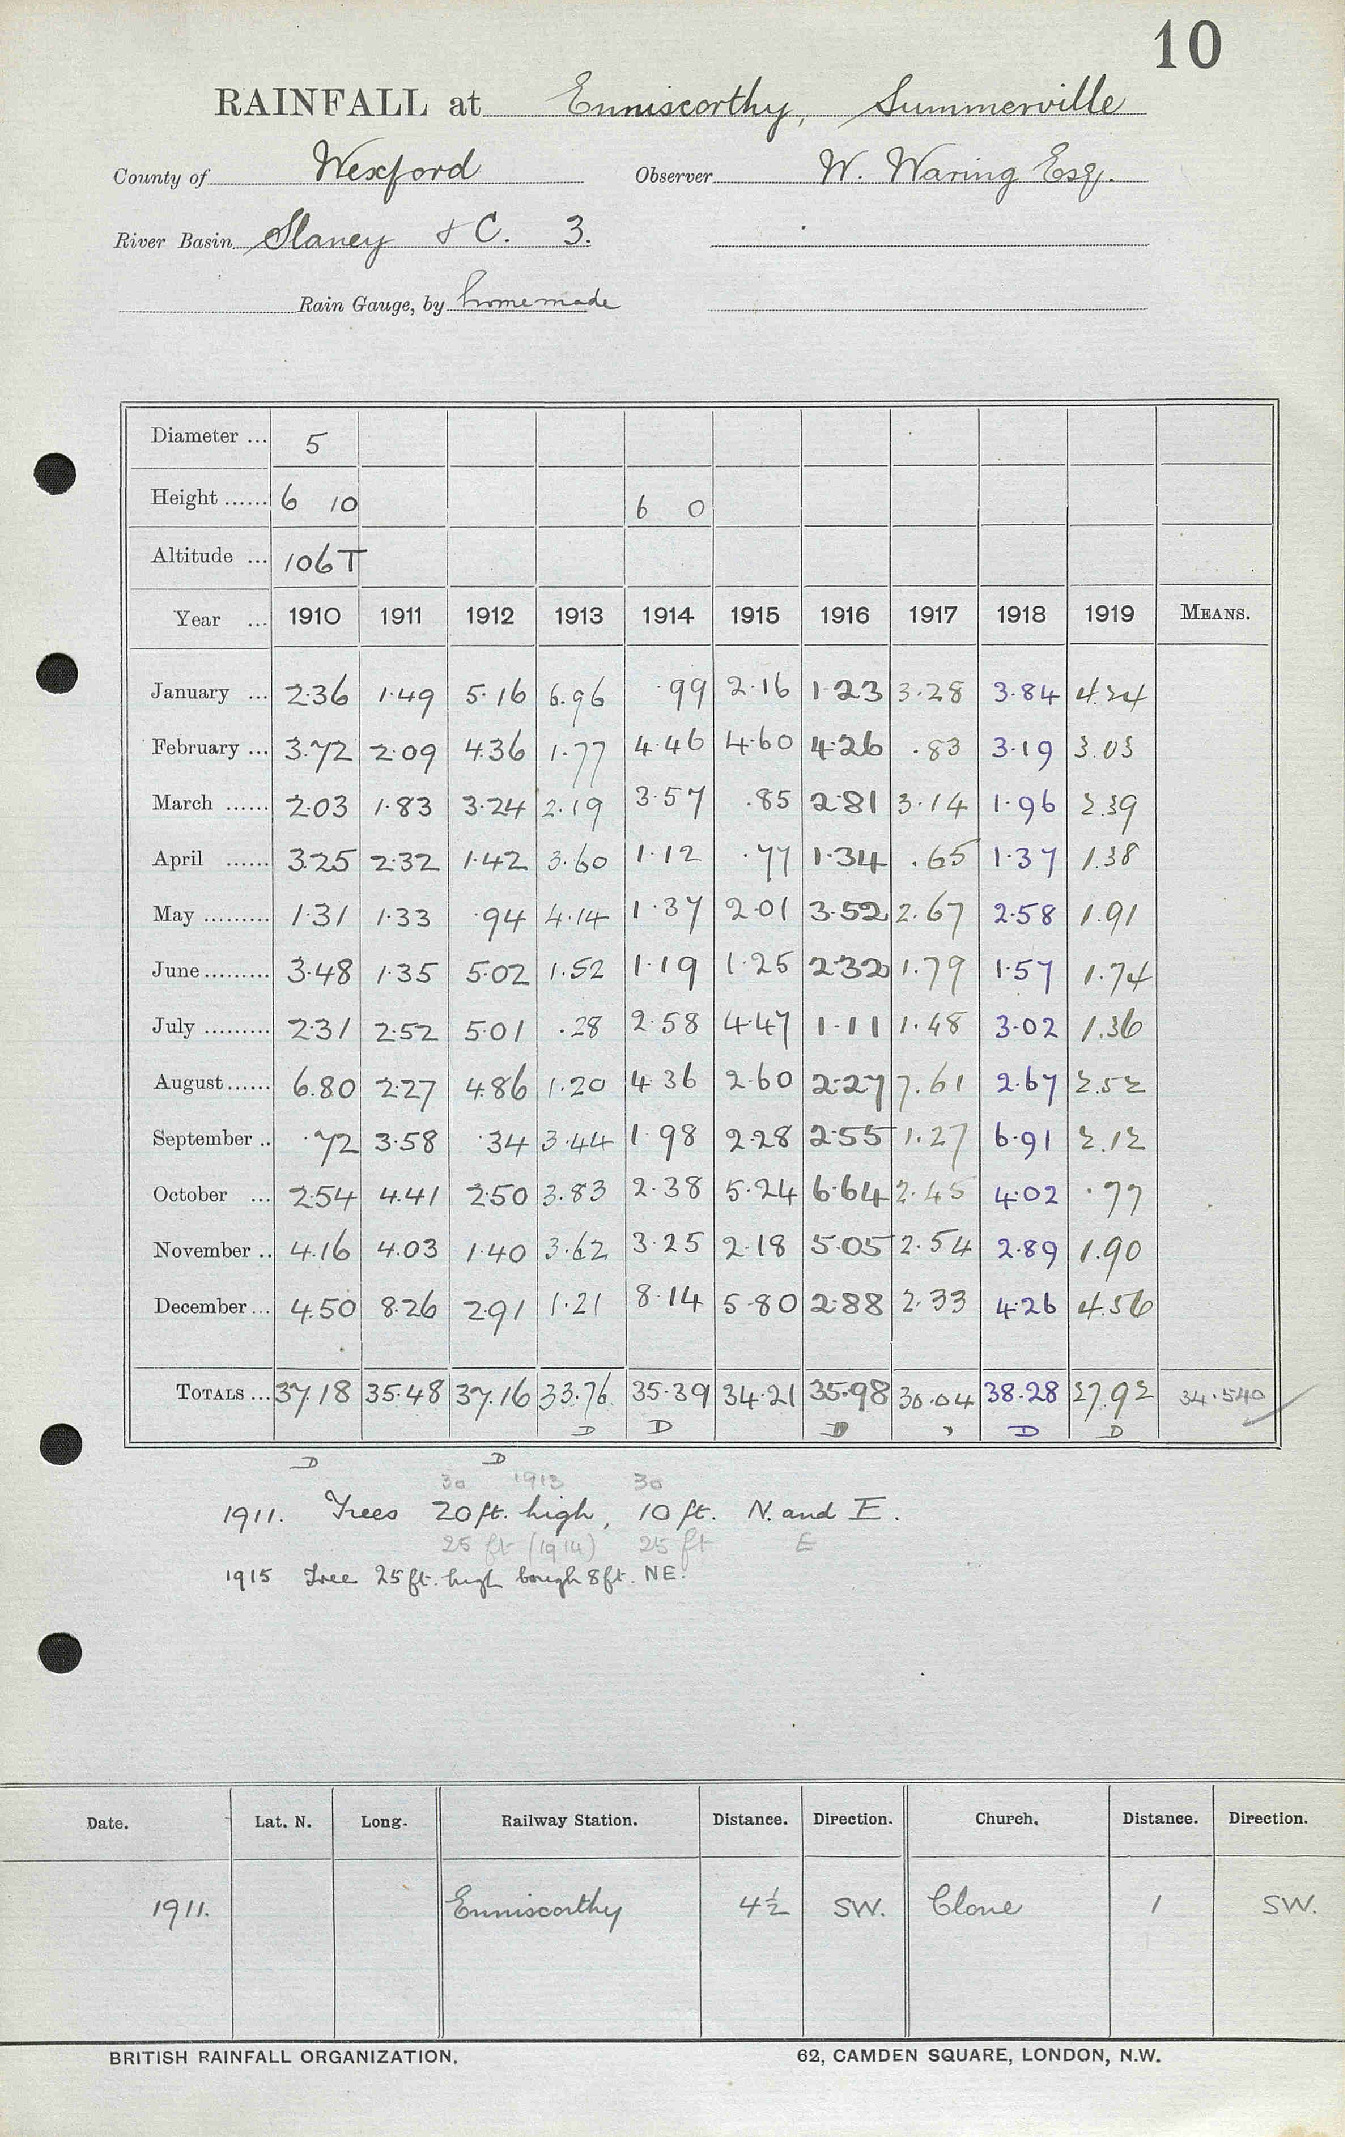 10
RAINFALL at Enniscorthy, Summerville
County of Wexford Observer W. Waring Esq.
River Basin Slaney & C. 3.
Rain Gauge, by homemade
Diameter ... 5
Height ...... 6 10 6 0
Altitude ... 106T
Year ... 1910 1911 1912 1913 1914 1915 1916 1917 1918 1919 MEANS.
January ... 2.36 1.49 5.16 6.96 .99 2.16 1.23 3.28 3.84 4.24
February ... 3.72 2.09 4.36 1.77 4.46 4.60 4.26 .83 3.19 3.03
March ...... 2.03 1.83 3.24 2.19 3.57 .85 2.81 3.14 1.96 2.39
April ...... 3.25 2.32 1.42 3.60 1.12 .77 1.34 .65 1.37 1.38
May ......... 1.31 1.33 .94 4.14 1.37 2.01 3.52 2.67 2.58 1.91
June ......... 3.48 1.35 5.02 1.52 1.19 1.25 2.32 1.79 1.57 1.74
July ......... 2.31 2.52 5.01 .28 2.58 4.47 1.11 1.48 3.02 1.36
August ...... 6.80 2.27 4.86 1.20 4.36 2.60 2.27 7.61 2.67 2.52
September .. .72 3.58 .34 3.44 1.98 2.28 2.55 1.27 6.91 2.12
October ... 2.54 4.41 2.50 3.83 2.38 5.24 6.64 2.45 4.02 .77
November .. 4.16 4.03 1.40 3.62 3.25 2.18 5.05 2.54 2.89 1.90
December ... 4.50 8.26 2.91 1.21 8.14 5.80 2.88 2.33 4.26 4.56
TOTALS ... 37.18 35.48 37.16 33.76 35.39 34.21 35.98 30.04 38.28 27.92 34.540
D D D D D
D D
30 1913 30
1911. Trees 20 ft. high, 10 ft. N. and E.
25 ft (1914) 25 ft E
1915 Tree 25 ft. high bough 8 ft. NE.
Date. Lat. N. Long. Railway Station. Distance. Direction. Church. Distance. Direction.
1911. Enniscorthy 4½ SW. Clone 1 SW.
BRITISH RAINFALL ORGANIZATION. 62, CAMDEN SQUARE, LONDON, N.W.